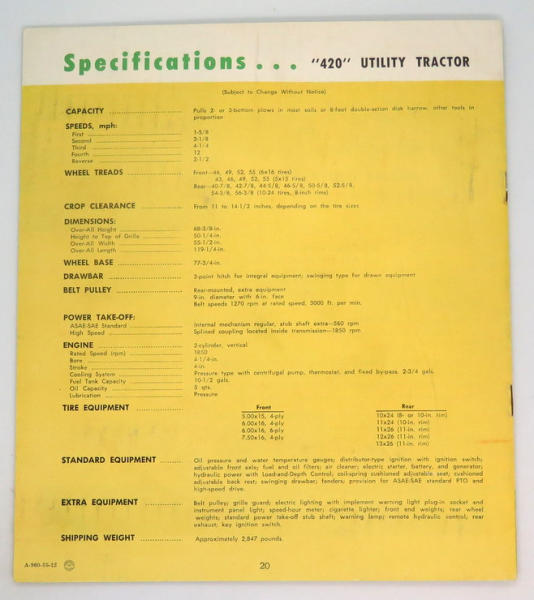 Specifications . . . "420" UTILITY TRACTOR
(Subject to Change Without Notice)
CAPACITY ........ Pulls 2- or 3-bottom plows in most soils or 8-foot double-action disk harrow, other tools in
proportion
SPEEDS, mph:
First ........ 1-5/8
Second ........ 3-1/8
Third ........ 4-1/4
Fourth ........ 12
Reverse ........ 2-1/2
WHEEL TREADS ........ Front—46, 49, 52, 55 (6x16 tires)
43, 46, 49, 52, 55 (5x15 tires)
Rear—40-7/8, 42-7/8, 44-5/8, 46-5/8, 50-5/8, 52-5/8,
54-3/8, 56-3/8 (10-24 tires, 8-inch rims)
CROP CLEARANCE ........ From 11 to 14-1/2 inches, depending on the tire sizes
DIMENSIONS:
Over-All Height ........ 68-3/8-in.
Height to Top of Grille ........ 50-1/4-in.
Over-All Width ........ 55-1/2-in.
Over-All Length ........ 119-1/4-in.
WHEEL BASE ........ 77-3/4-in.
DRAWBAR ........ 3-point hitch for integral equipment; swinging type for drawn equipment
BELT PULLEY ........ Rear-mounted, extra equipment
9-in. diameter with 6-in. face
Belt speeds 1270 rpm at rated speed, 3000 ft. per min.
POWER TAKE-OFF:
ASAE-SAE Standard ........ Internal mechanism regular, stub shaft extra—560 rpm
High Speed ........ Splined coupling located inside transmission—1850 rpm
ENGINE ........ 2-cylinder, vertical
Rated Speed (rpm) ........ 1850
Bore ........ 4-1/4-in.
Stroke ........ 4-in.
Cooling System ........ Pressure type with centrifugal pump, thermostat, and fixed by-pass. 2-3/4 gals.
Fuel Tank Capacity ........ 10-1/2 gals.
Oil Capacity ........ 5 qts.
Lubrication ........ Pressure
TIRE EQUIPMENT ........ Front Rear
5.00x15, 4-ply 10x24 (8- or 10-in. rim)
6.00x16, 4-ply 11x24 (10-in. rim)
6.00x16, 6-ply 11x26 (11-in. rim)
7.50x16, 4-ply 12x26 (11-in. rim)
13x26 (11-in. rim)
STANDARD EQUIPMENT ........ Oil pressure and water temperature gauges; distributor-type ignition with ignition switch;
adjustable front axle; fuel and oil filters; air cleaner; electric starter, battery, and generator;
hydraulic power with Load-and-Depth Control; coil-spring cushioned adjustable seat; cushioned
adjustable back rest; swinging drawbar; fenders; provision for ASAE-SAE standard PTO and
high-speed drive.
EXTRA EQUIPMENT ........ Belt pulley; grille guard; electric lighting with implement warning light plug-in socket and
instrument panel light; speed-hour meter; cigarette lighter; front end weights; rear wheel
weights; standard power take-off stub shaft; warning lamp; remote hydraulic control; rear
exhaust; key ignition switch.
SHIPPING WEIGHT ........ Approximately 2,847 pounds.
A-960-55-12
20